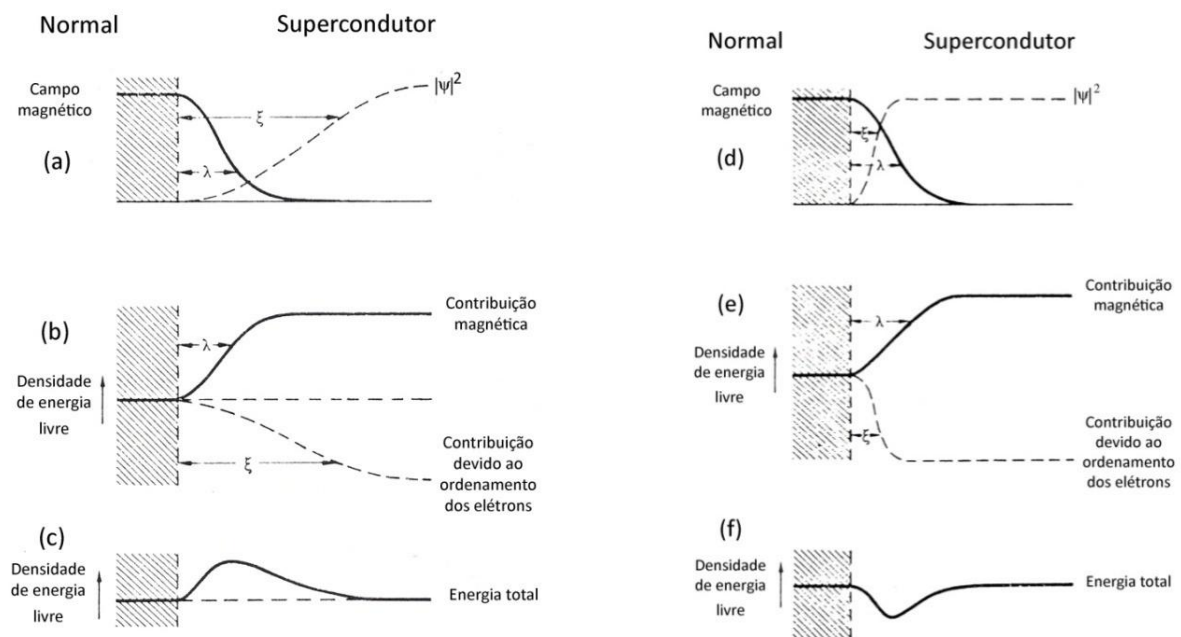 Normal
Supercondutor
Campo
magnético
|ψ|²
ξ
λ
(a)
(b)
Contribuição
magnética
λ
Densidade
de energia
livre
ξ
Contribuição
devido ao
ordenamento
dos elétrons
(c)
Densidade
de energia
livre
Energia total
Normal
Supercondutor
Campo
magnético
|ψ|²
ξ
λ
(d)
(e)
Contribuição
magnética
λ
Densidade
de energia
livre
ξ
Contribuição
devido ao
ordenamento
dos elétrons
(f)
Densidade
de energia
livre
Energia total